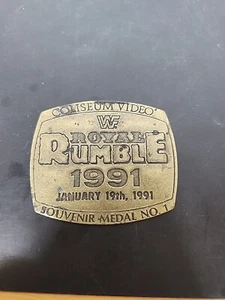 COLISEUM VIDEO
WF
ROYAL
RUMBLE
1991
JANUARY 19th, 1991
SOUVENIR MEDAL NO. 1